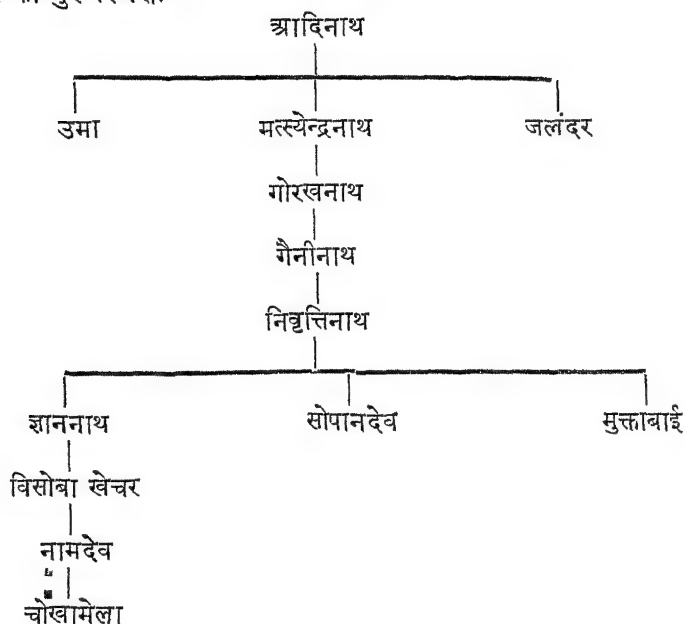 आदिनाथ
उमा मत्स्येन्द्रनाथ जलंदर
गोरखनाथ
गैनीनाथ
निवृत्तिनाथ
ज्ञाननाथ सोपानदेव मुक्ताबाई
विसोबा खेचर
नामदेव
चोखामेला